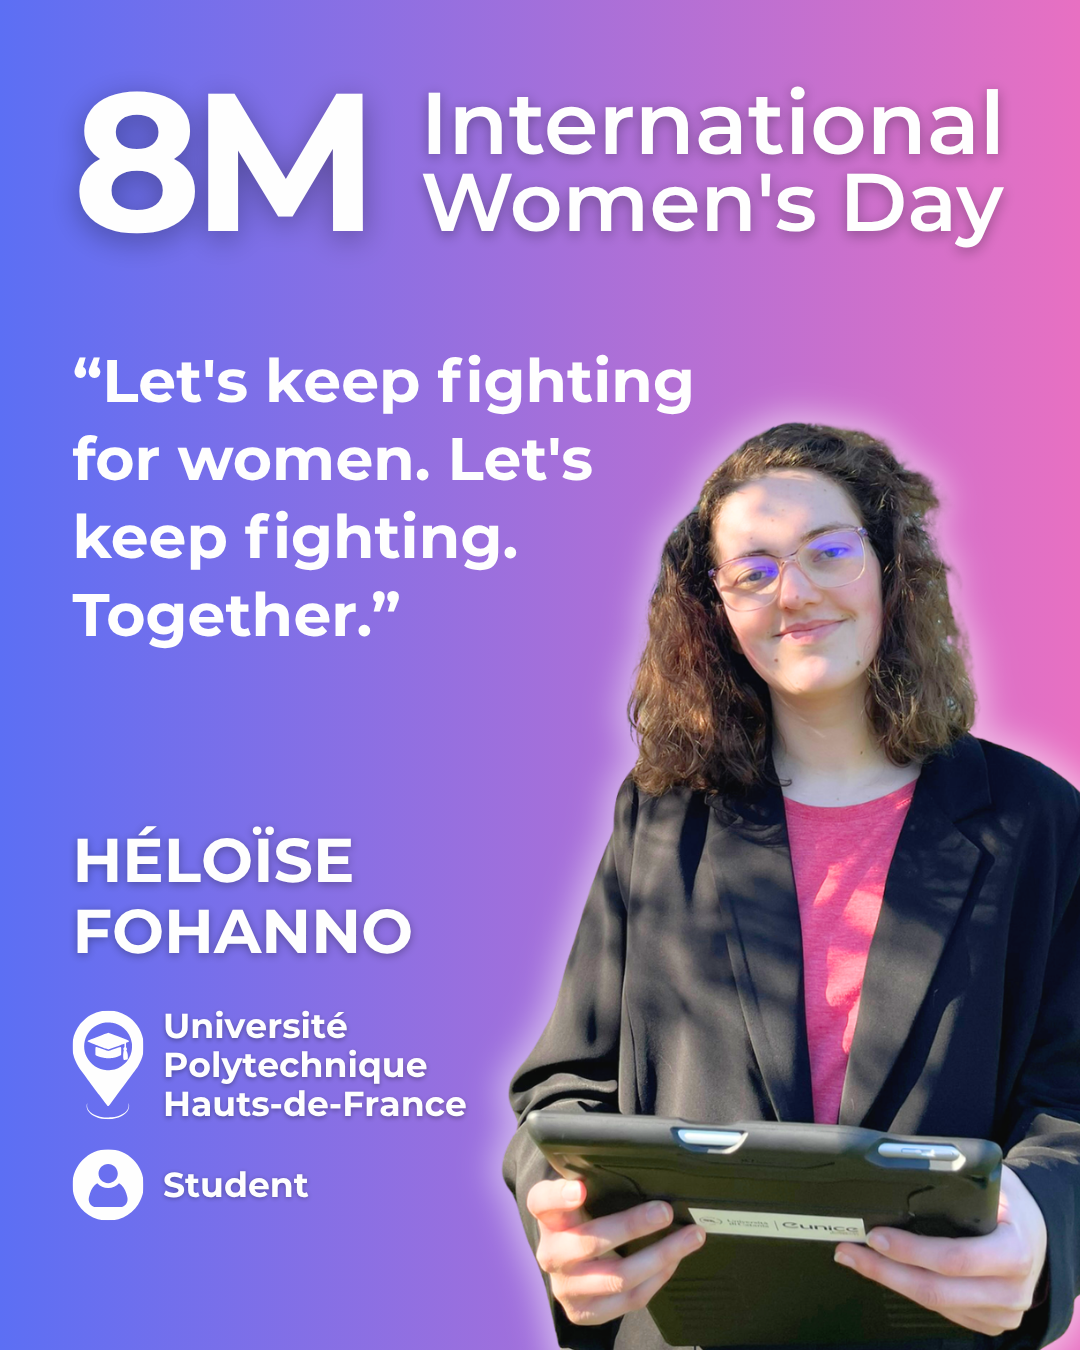 8M
International
Women's Day
“Let's keep fighting
for women. Let's
keep fighting.
Together.”
HÉLOÏSE
FOHANNO
Université
Polytechnique
Hauts-de-France
Student
eunice